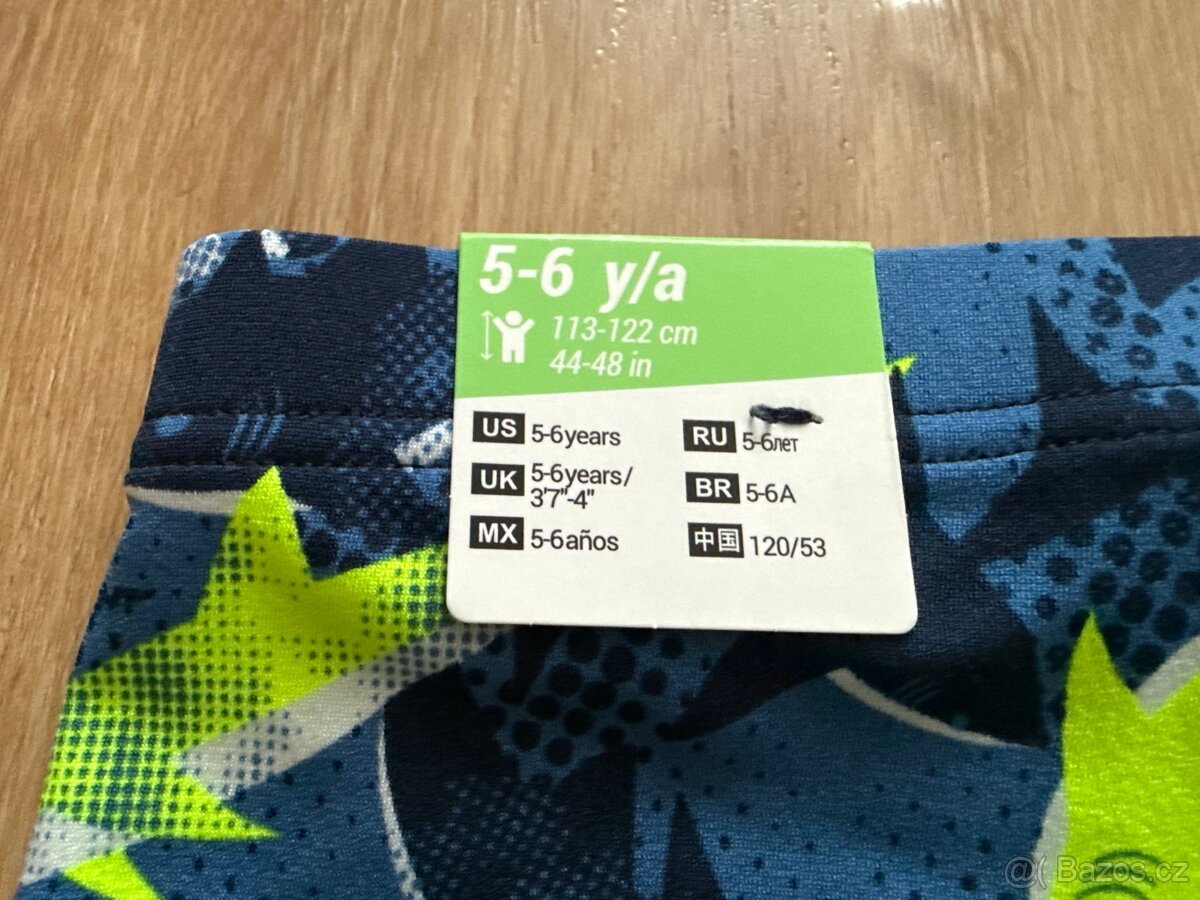 5-6 y/a
113-122 cm
44-48 in
US 5-6years
UK 5-6years/
3'7"-4"
MX 5-6años
RU 5-6лет
BR 5-6A
中国 120/53
@( Bazos.cz